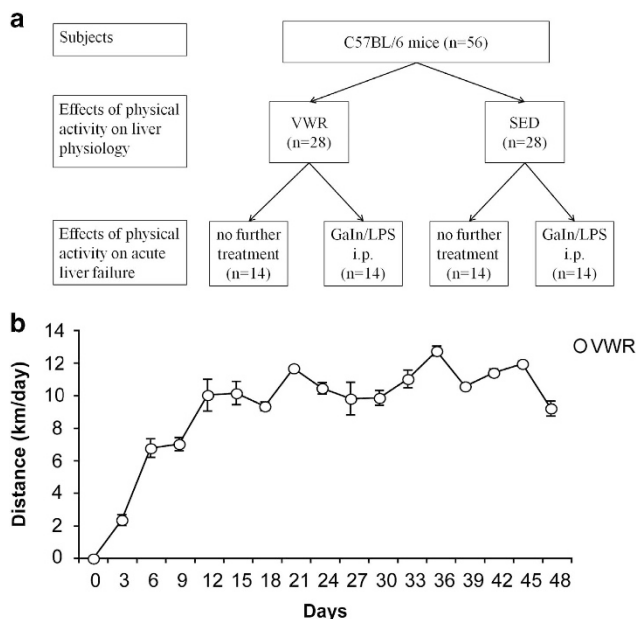 a
Subjects
C57BL/6 mice (n=56)
Effects of physical
activity on liver
physiology
VWR
(n=28)
SED
(n=28)
Effects of physical
activity on acute
liver failure
no further
treatment
(n=14)
GaIn/LPS
i.p.
(n=14)
no further
treatment
(n=14)
GaIn/LPS
i.p.
(n=14)
b
14
12
10
8
6
4
2
0
Distance (km/day)
VWR
0 3 6 9 12 15 18 21 24 27 30 33 36 39 42 45 48
Days